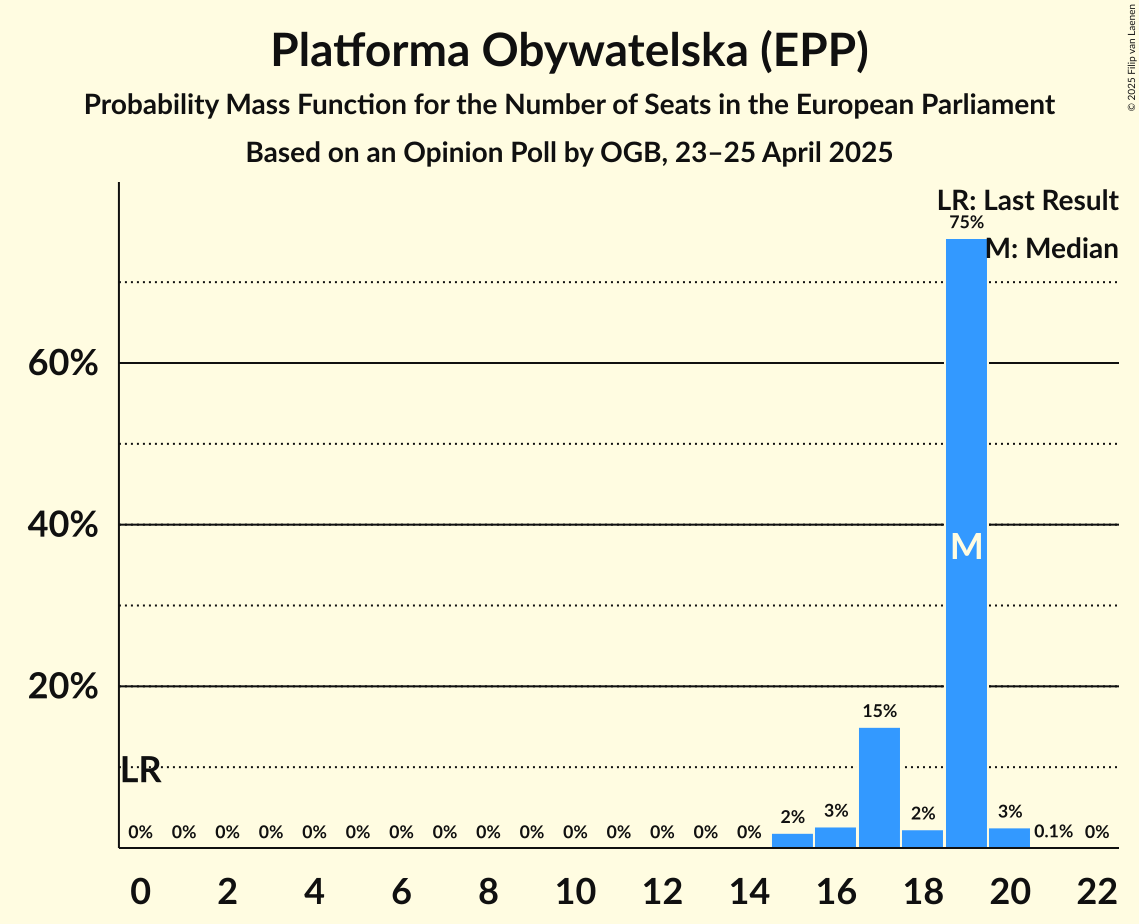 Platforma Obywatelska (EPP)
Probability Mass Function for the Number of Seats in the European Parliament
Based on an Opinion Poll by OGB, 23–25 April 2025
© 2025 Filip van Laenen
LR: Last Result
M: Median
75%
60%
40%
M
20%
15%
LR
0% 0% 0% 0% 0% 0% 0% 0% 0% 0% 0% 0% 0% 0% 0% 2% 3% 2% 3% 0.1% 0%
0 2 4 6 8 10 12 14 16 18 20 22